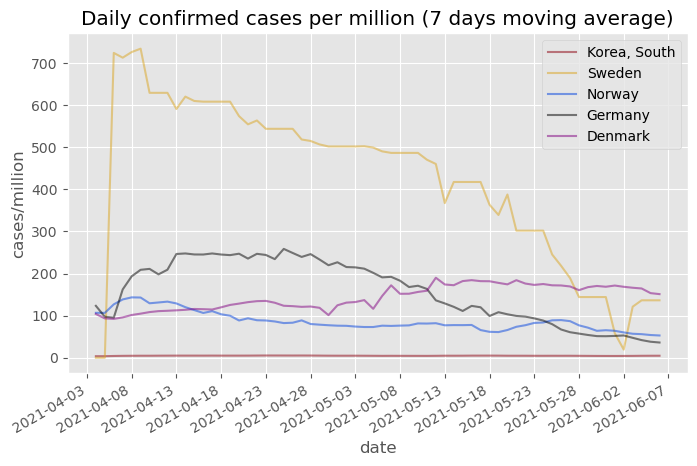 Daily confirmed cases per million (7 days moving average)
Korea, South
Sweden
Norway
Germany
Denmark
cases/million
700
600
500
400
300
200
100
0
2021-04-03
2021-04-08
2021-04-13
2021-04-18
2021-04-23
2021-04-28
2021-05-03
2021-05-08
2021-05-13
2021-05-18
2021-05-23
2021-05-28
2021-06-02
2021-06-07
date